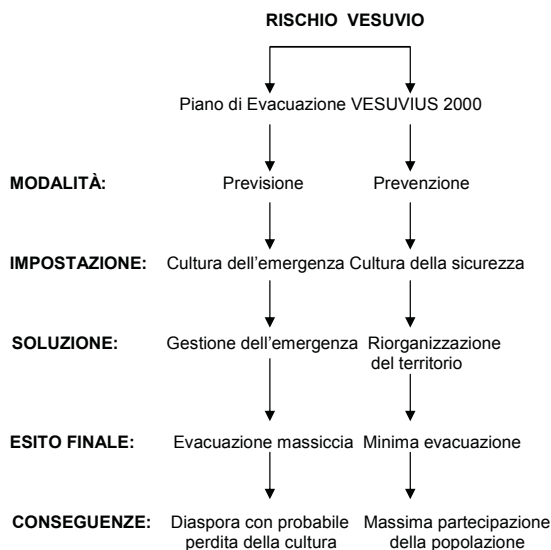 RISCHIO VESUVIO
Piano di Evacuazione VESUVIUS 2000
MODALITÀ: Previsione Prevenzione
IMPOSTAZIONE: Cultura dell'emergenza Cultura della sicurezza
SOLUZIONE: Gestione dell'emergenza Riorganizzazione
del territorio
ESITO FINALE: Evacuazione massiccia Minima evacuazione
CONSEGUENZE: Diaspora con probabile Massima partecipazione
perdita della cultura della popolazione